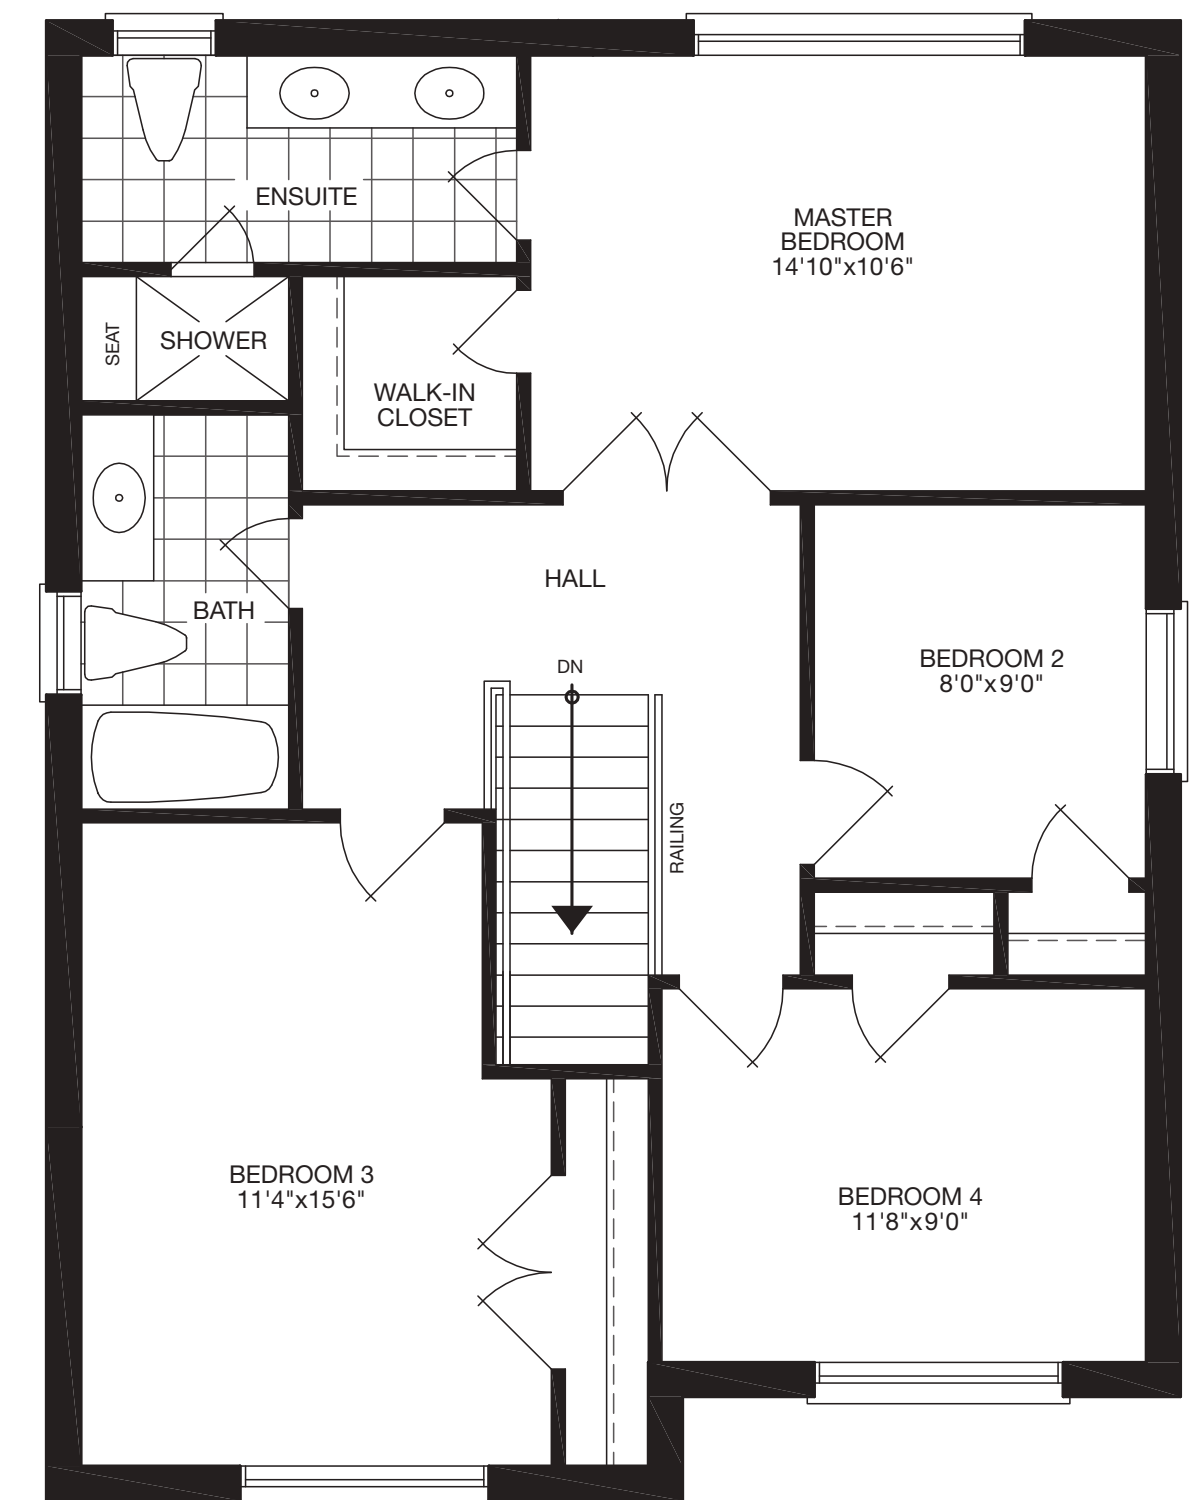 ENSUITE
MASTER
BEDROOM
14'10"x10'6"
SEAT
SHOWER
WALK-IN
CLOSET
HALL
BATH
BEDROOM 2
8'0"x9'0"
DN
RAILING
BEDROOM 3
11'4"x15'6"
BEDROOM 4
11'8"x9'0"